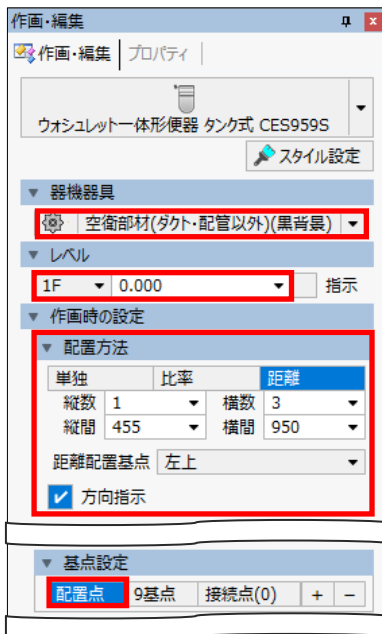 作画・編集
作画・編集 プロパティ
ウォシュレット一体形便器 タンク式 CES959S
スタイル設定
器機器具
空衛部材(ダクト・配管以外)(黒背景)
レベル
1F 0.000 指示
作画時の設定
配置方法
単独 比率 距離
縦数 1 横数 3
縦間 455 横間 950
距離配置基点 左上
方向指示
基点設定
配置点 9基点 接続点(0) + −